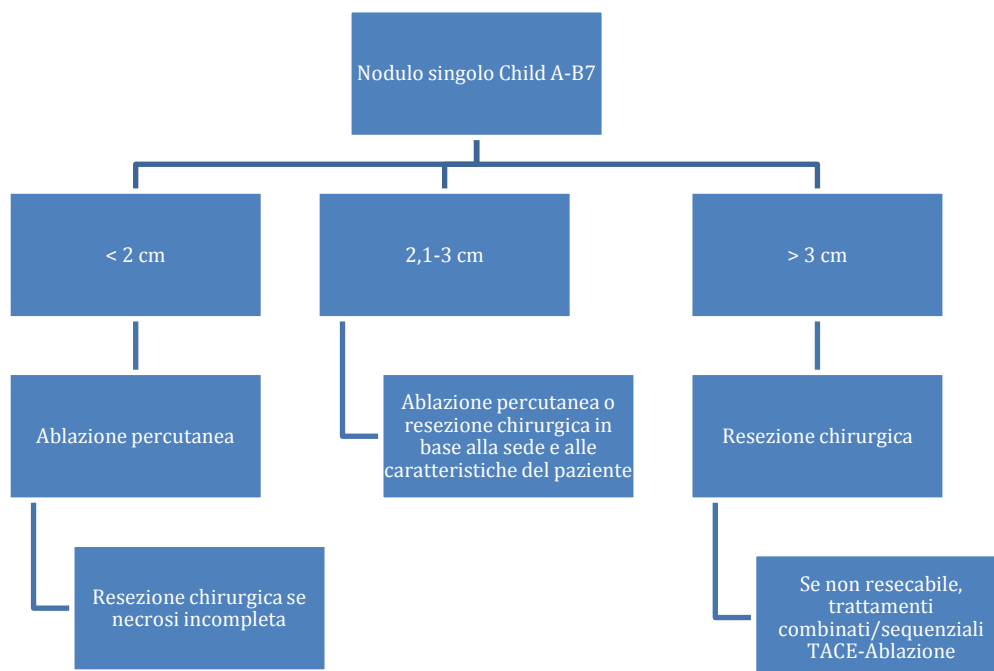 Nodulo singolo Child A-B7
< 2 cm
2,1-3 cm
> 3 cm
Ablazione percutanea
Ablazione percutanea o
resezione chirurgica in
base alla sede e alle
caratteristiche del paziente
Resezione chirurgica
Resezione chirurgica se
necrosi incompleta
Se non resecabile,
trattamenti
combinati/sequenziali
TACE-Ablazione